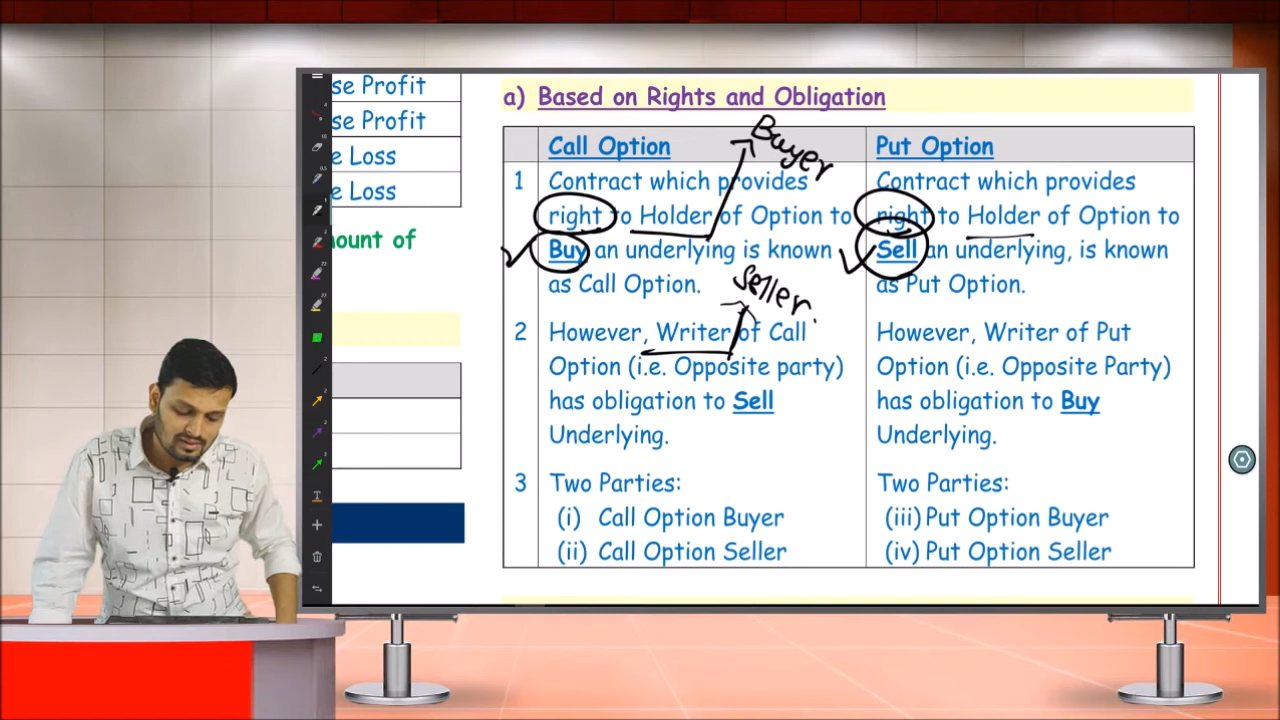 se Profit
se Profit
e Loss
e Loss
ount of
a) Based on Rights and Obligation
Call Option
Put Option
Buyer
1
Contract which provides
right to Holder of Option to
Buy an underlying is known
as Call Option.
Contract which provides
right to Holder of Option to
Sell an underlying, is known
as Put Option.
Seller.
2
However, Writer of Call
Option (i.e. Opposite party)
has obligation to Sell
Underlying.
However, Writer of Put
Option (i.e. Opposite Party)
has obligation to Buy
Underlying.
3
Two Parties:
(i) Call Option Buyer
(ii) Call Option Seller
Two Parties:
(iii) Put Option Buyer
(iv) Put Option Seller